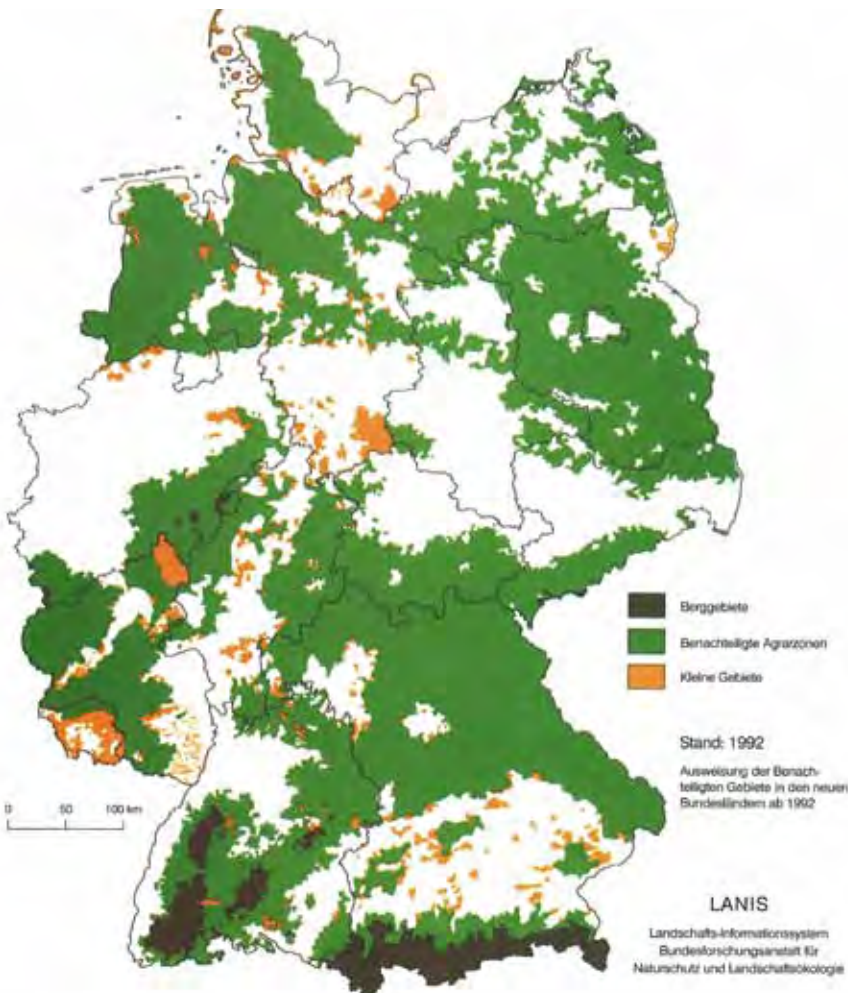 Berggebiete
Benachteiligte Agrarzonen
Kleine Gebiete
Stand: 1992
Ausweisung der Benach-
teiligten Gebiete in den neuen
Bundesländern ab 1992
0 50 100 km
LANIS
Landschafts-Informationssystem
Bundesforschungsanstalt für
Naturschutz und Landschaftsökologie